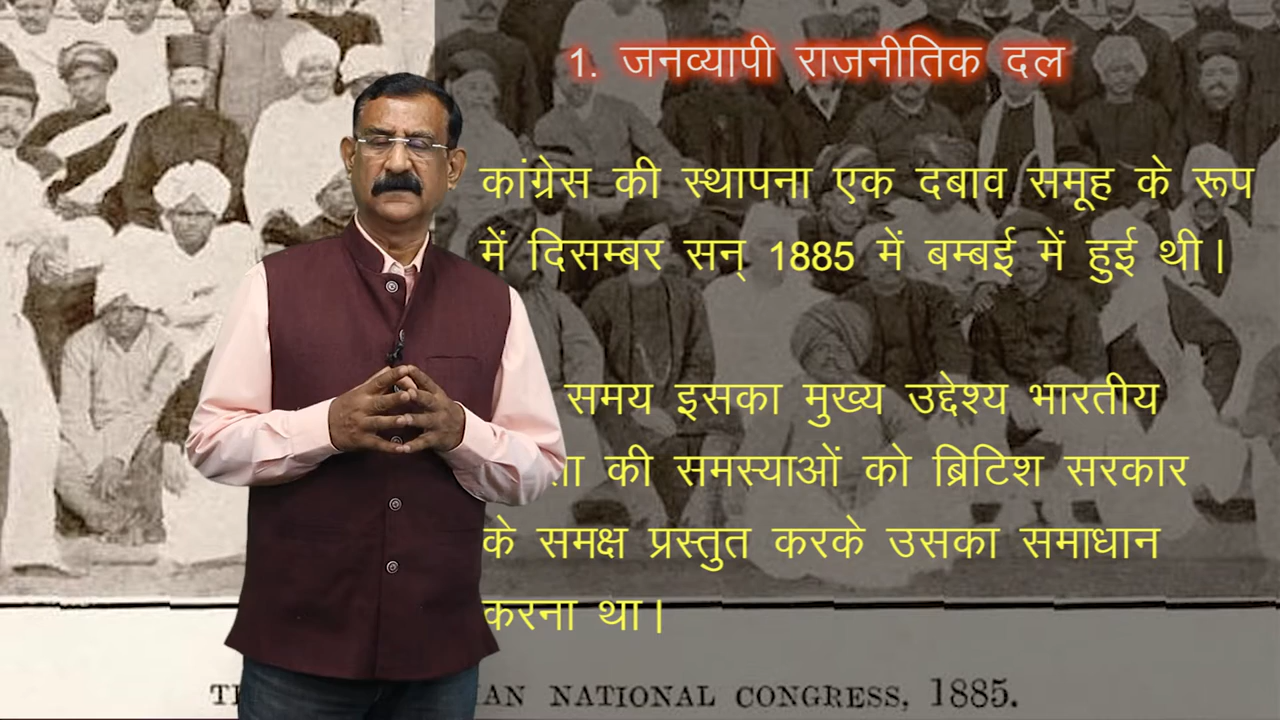 1. जनव्यापी राजनीतिक दल
कांग्रेस की स्थापना एक दबाव समूह के रूप
में दिसम्बर सन् 1885 में बम्बई में हुई थी।
समय इसका मुख्य उद्देश्य भारतीय
की समस्याओं को ब्रिटिश सरकार
के समक्ष प्रस्तुत करके उसका समाधान
करना था।
NATIONAL CONGRESS, 1885.